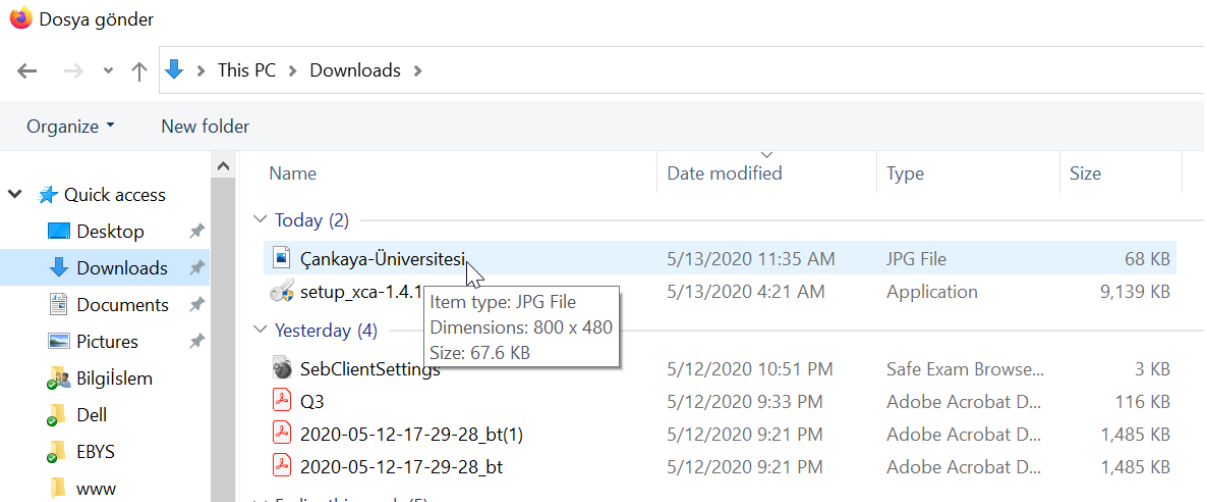 Dosya gönder
This PC > Downloads >
Organize New folder
Name Date modified Type Size
Quick access
Desktop
Downloads
Documents
Pictures
Bilgiİslem
Dell
EBYS
www
Today (2)
Çankaya-Üniversitesi 5/13/2020 11:35 AM JPG File 68 KB
setup_xca-1.4.1 5/13/2020 4:21 AM Application 9,139 KB
Item type: JPG File
Dimensions: 800 x 480
Size: 67.6 KB
Yesterday (4)
SebClientSettings 5/12/2020 10:51 PM Safe Exam Browse... 3 KB
Q3 5/12/2020 9:33 PM Adobe Acrobat D... 116 KB
2020-05-12-17-29-28_bt(1) 5/12/2020 9:21 PM Adobe Acrobat D... 1,485 KB
2020-05-12-17-29-28_bt 5/12/2020 9:21 PM Adobe Acrobat D... 1,485 KB